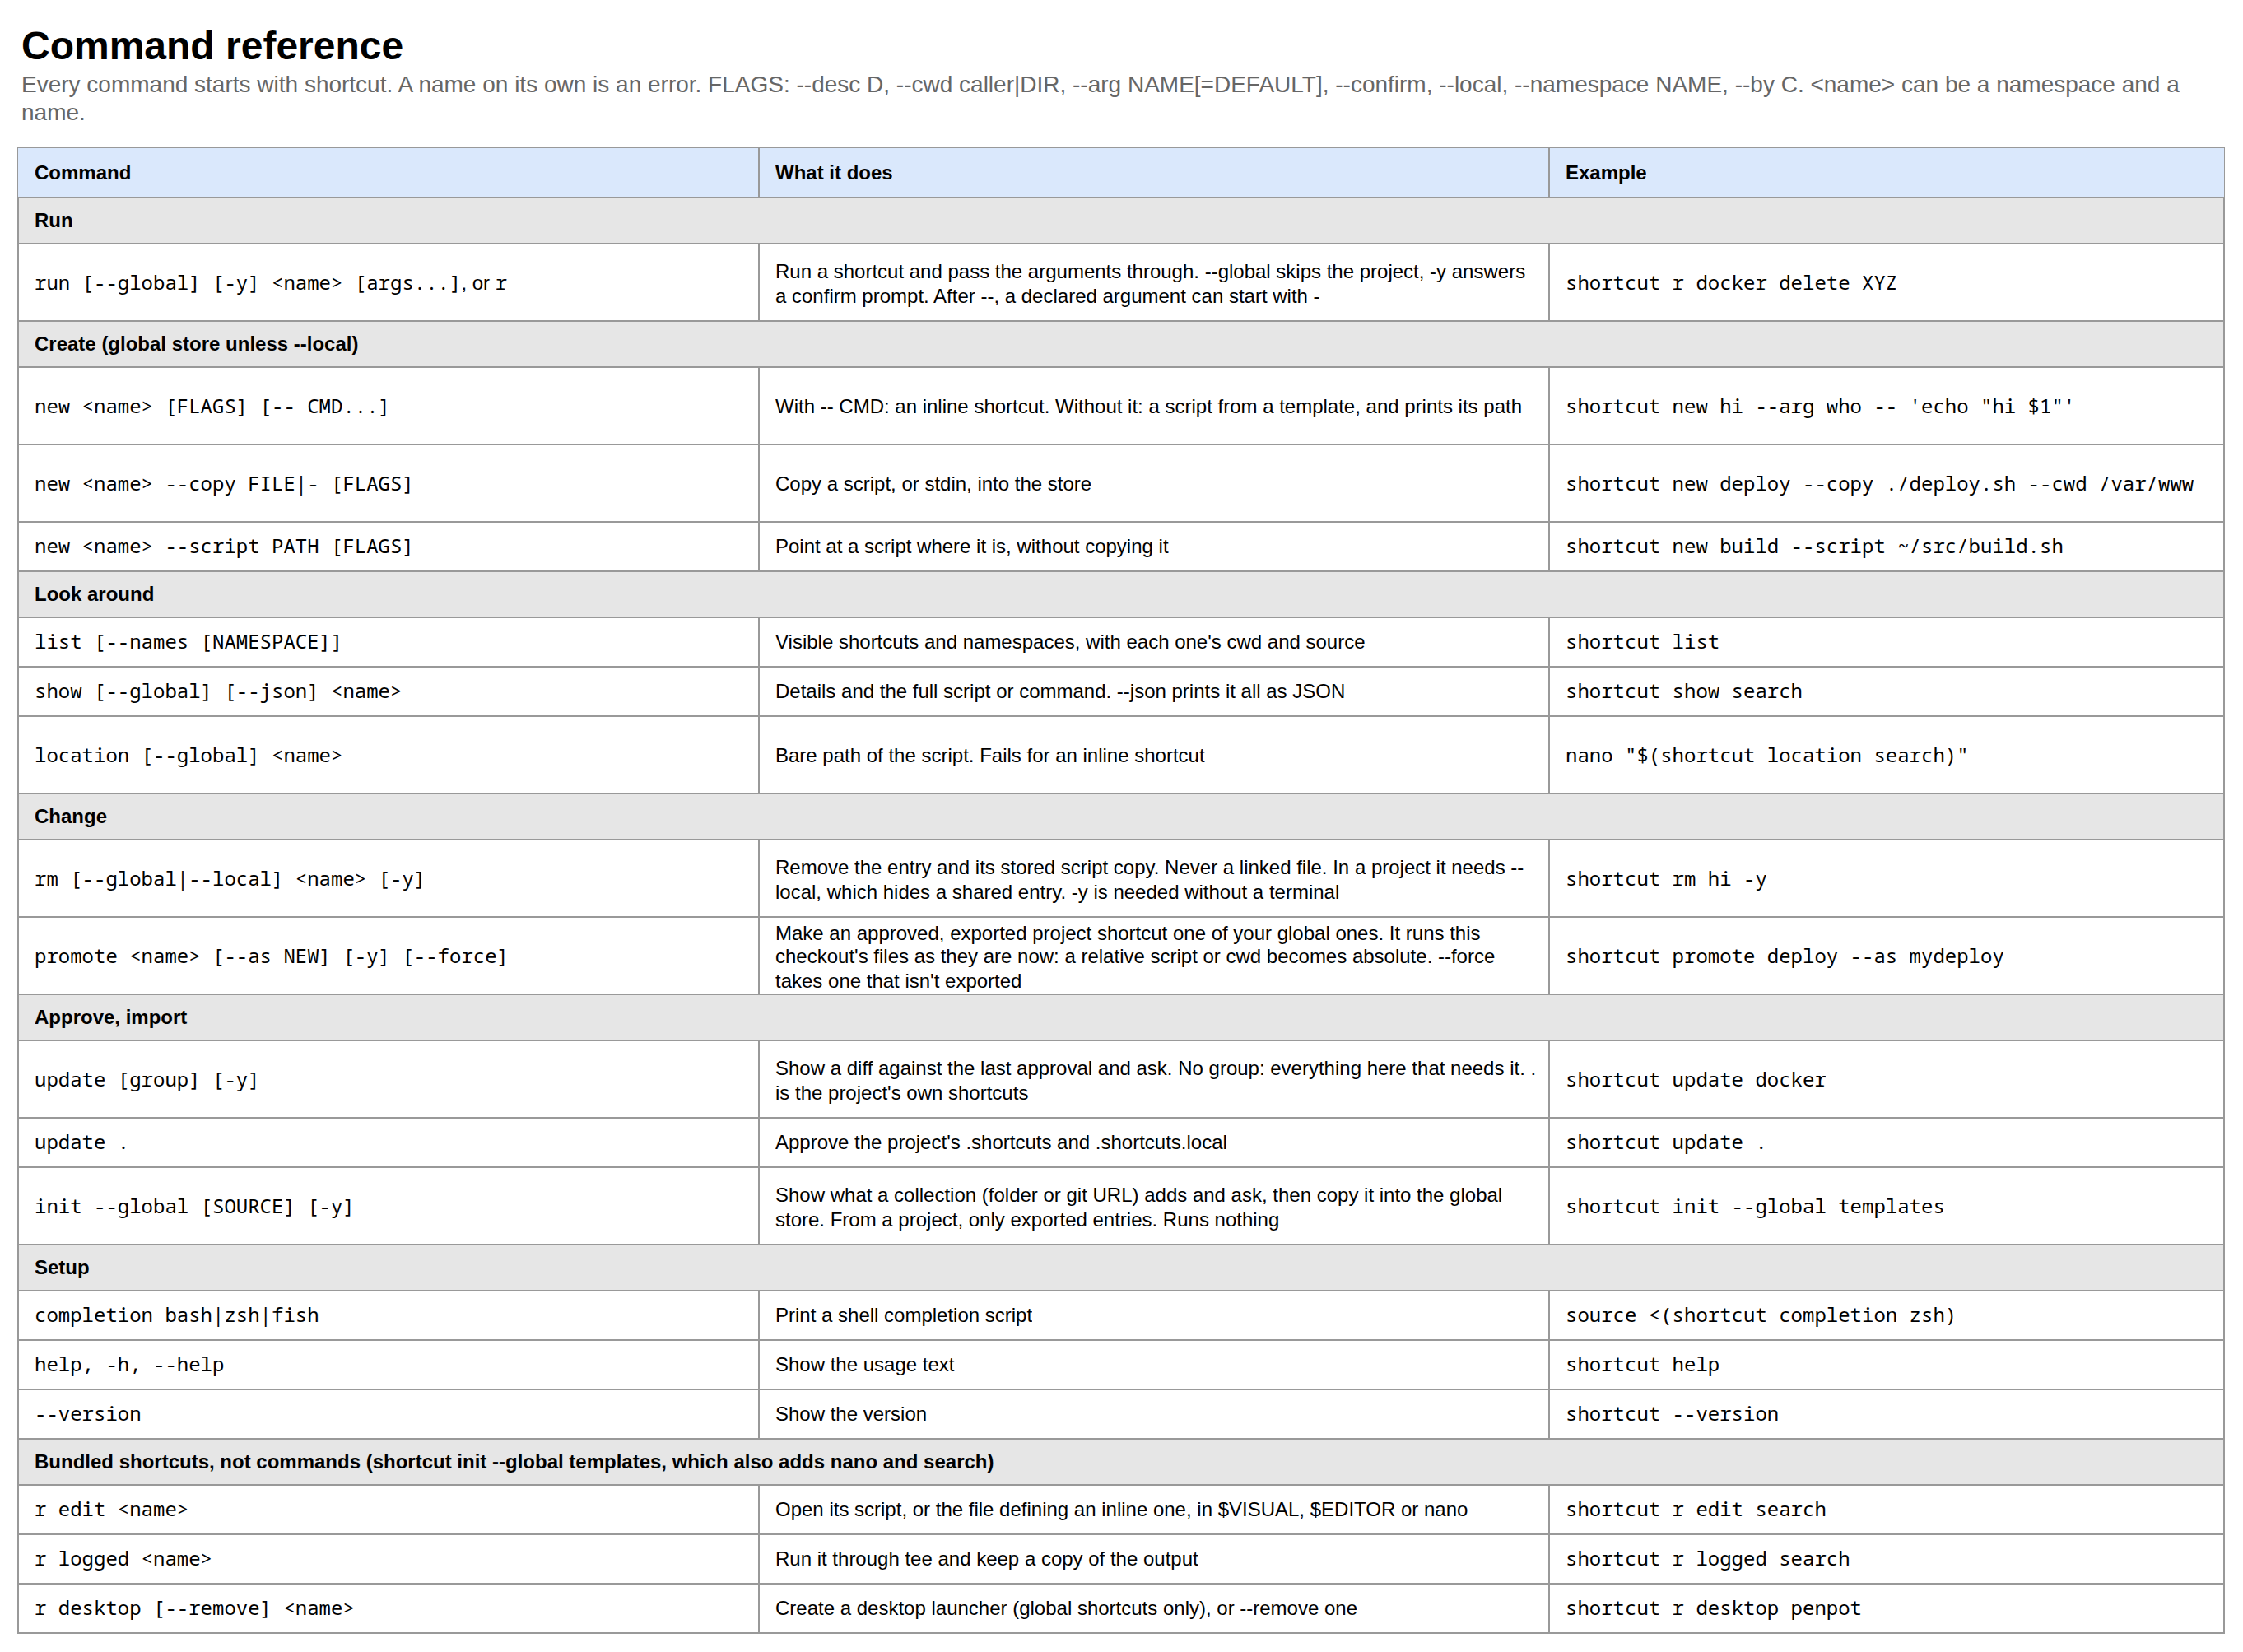 Command reference
Every command starts with shortcut. A name on its own is an error. FLAGS: --desc D, --cwd caller|DIR, --arg NAME[=DEFAULT], --confirm, --local, --namespace NAME, --by C. <name> can be a namespace and a
name.
Command What it does Example
Run
run [--global] [-y] <name> [args...], or r
Run a shortcut and pass the arguments through. --global skips the project, -y answers
a confirm prompt. After --, a declared argument can start with -
shortcut r docker delete XYZ
Create (global store unless --local)
new <name> [FLAGS] [-- CMD...]
With -- CMD: an inline shortcut. Without it: a script from a template, and prints its path
shortcut new hi --arg who -- 'echo "hi $1"'
new <name> --copy FILE|- [FLAGS]
Copy a script, or stdin, into the store
shortcut new deploy --copy ./deploy.sh --cwd /var/www
new <name> --script PATH [FLAGS]
Point at a script where it is, without copying it
shortcut new build --script ~/src/build.sh
Look around
list [--names [NAMESPACE]]
Visible shortcuts and namespaces, with each one's cwd and source
shortcut list
show [--global] [--json] <name>
Details and the full script or command. --json prints it all as JSON
shortcut show search
location [--global] <name>
Bare path of the script. Fails for an inline shortcut
nano "$(shortcut location search)"
Change
rm [--global|--local] <name> [-y]
Remove the entry and its stored script copy. Never a linked file. In a project it needs --
local, which hides a shared entry. -y is needed without a terminal
shortcut rm hi -y
promote <name> [--as NEW] [-y] [--force]
Make an approved, exported project shortcut one of your global ones. It runs this
checkout's files as they are now: a relative script or cwd becomes absolute. --force
takes one that isn't exported
shortcut promote deploy --as mydeploy
Approve, import
update [group] [-y]
Show a diff against the last approval and ask. No group: everything here that needs it. .
is the project's own shortcuts
shortcut update docker
update .
Approve the project's .shortcuts and .shortcuts.local
shortcut update .
init --global [SOURCE] [-y]
Show what a collection (folder or git URL) adds and ask, then copy it into the global
store. From a project, only exported entries. Runs nothing
shortcut init --global templates
Setup
completion bash|zsh|fish
Print a shell completion script
source <(shortcut completion zsh)
help, -h, --help
Show the usage text
shortcut help
--version
Show the version
shortcut --version
Bundled shortcuts, not commands (shortcut init --global templates, which also adds nano and search)
r edit <name>
Open its script, or the file defining an inline one, in $VISUAL, $EDITOR or nano
shortcut r edit search
r logged <name>
Run it through tee and keep a copy of the output
shortcut r logged search
r desktop [--remove] <name>
Create a desktop launcher (global shortcuts only), or --remove one
shortcut r desktop penpot